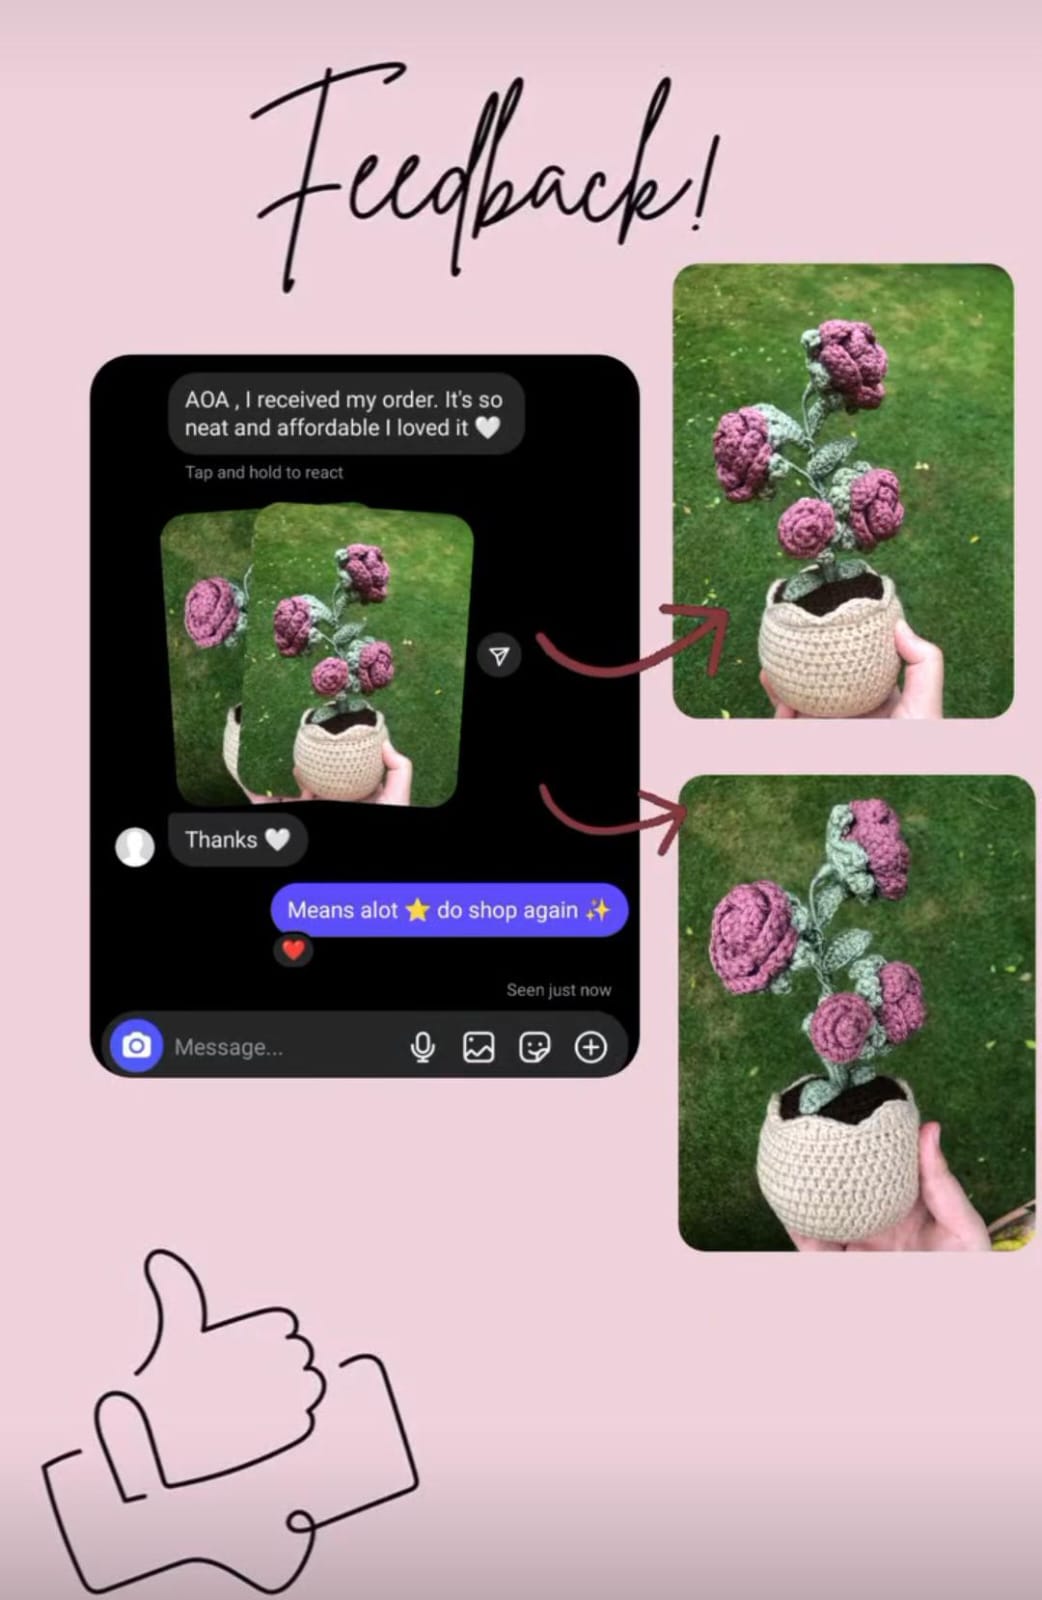 Feedback!
AOA , I received my order. It's so
neat and affordable I loved it 🤍
Tap and hold to react
Thanks 🤍
Means alot ⭐ do shop again ✨
❤️
Seen just now
Message...